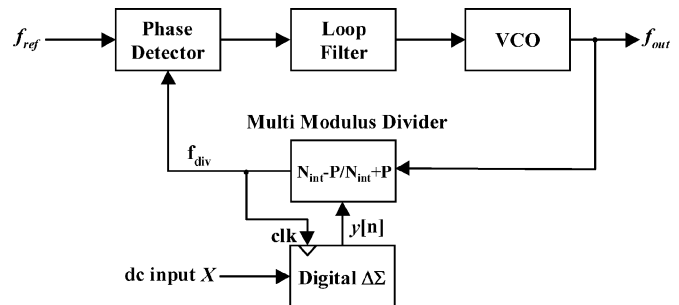 f_ref
Phase
Detector
Loop
Filter
VCO
f_out
Multi Modulus Divider
f_div
N_int-P/N_int+P
clk
y[n]
dc input X
Digital ΔΣ